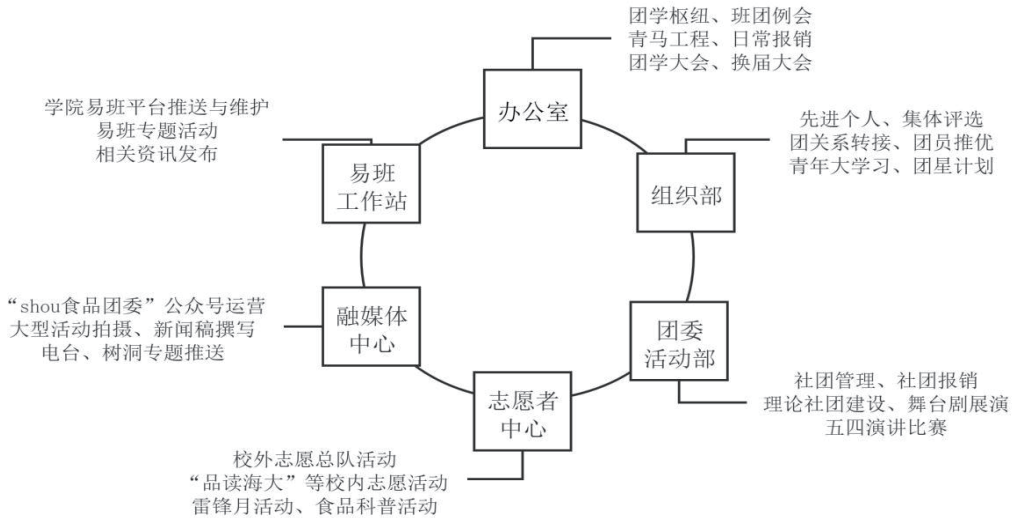 团学枢纽、班团例会
青马工程、日常报销
团学大会、换届大会
办公室
学院易班平台推送与维护
易班专题活动
相关资讯发布
易班
工作站
先进个人、集体评选
团关系转接、团员推优
青年大学习、团星计划
组织部
“shou食品团委”公众号运营
大型活动拍摄、新闻稿撰写
电台、树洞专题推送
融媒体
中心
团委
活动部
社团管理、社团报销
理论社团建设、舞台剧展演
五四演讲比赛
志愿者
中心
校外志愿总队活动
“品读海大”等校内志愿活动
雷锋月活动、食品科普活动